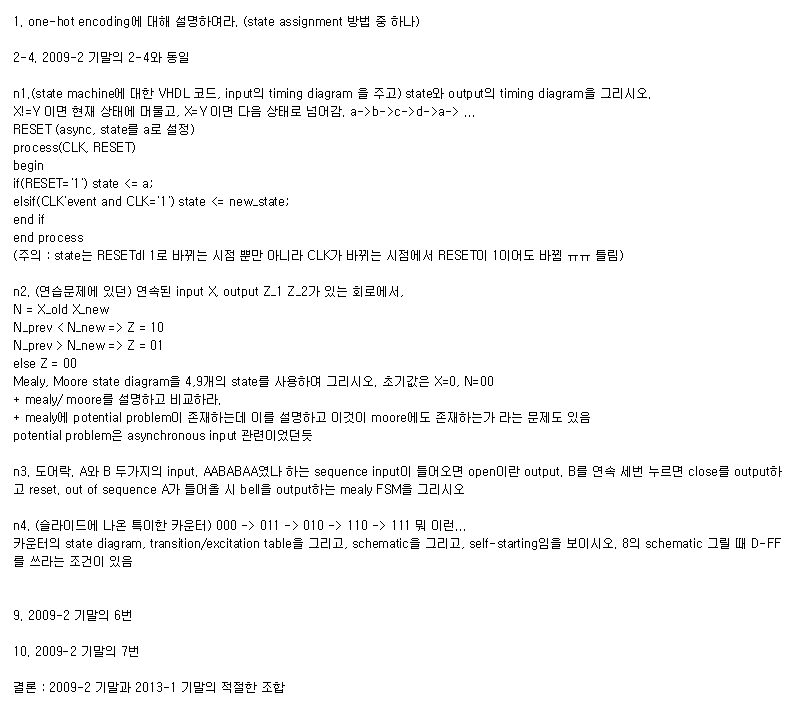 1. one-hot encoding에 대해 설명하여라. (state assignment 방법 중 하나)
2-4. 2009-2 기말의 2-4와 동일
n1.(state machine에 대한 VHDL 코드, input의 timing diagram 을 주고) state와 output의 timing diagram을 그리시오.
X!=Y 이면 현재 상태에 머물고, X=Y 이면 다음 상태로 넘어감. a->b->c->d->a-> ...
RESET (async, state를 a로 설정)
process(CLK, RESET)
begin
if(RESET='1') state <= a;
elsif(CLK'event and CLK='1') state <= new_state;
end if
end process
(주의 : state는 RESETdl 1로 바뀌는 시점 뿐만 아니라 CLK가 바뀌는 시점에서 RESET이 1이어도 바뀜 ㅠㅠ 틀림)
n2. (연습문제에 있던) 연속된 input X, output Z_1 Z_2가 있는 회로에서,
N = X_old X_new
N_prev < N_new => Z = 10
N_prev > N_new => Z = 01
else Z = 00
Mealy, Moore state diagram을 4,9개의 state를 사용하여 그리시오. 초기값은 X=0, N=00
+ mealy/moore를 설명하고 비교하라.
+ mealy에 potential problem이 존재하는데 이를 설명하고 이것이 moore에도 존재하는가 라는 문제도 있음
potential problem은 asynchronous input 관련이었던듯
n3. 도어락. A와 B 두가지의 input. AABABAA였나 하는 sequence input이 들어오면 open이란 output. B를 연속 세번 누르면 close를 output하
고 reset. out of sequence A가 들어올 시 bell을 output하는 mealy FSM을 그리시오
n4. (슬라이드에 나온 특이한 카운터) 000 -> 011 -> 010 -> 110 -> 111 뭐 이런...
카운터의 state diagram, transition/excitation table을 그리고, schematic을 그리고, self-starting임을 보이시오. 8의 schematic 그릴 때 D-FF
를 쓰라는 조건이 있음
9. 2009-2 기말의 6번
10. 2009-2 기말의 7번
결론 : 2009-2 기말과 2013-1 기말의 적절한 조합